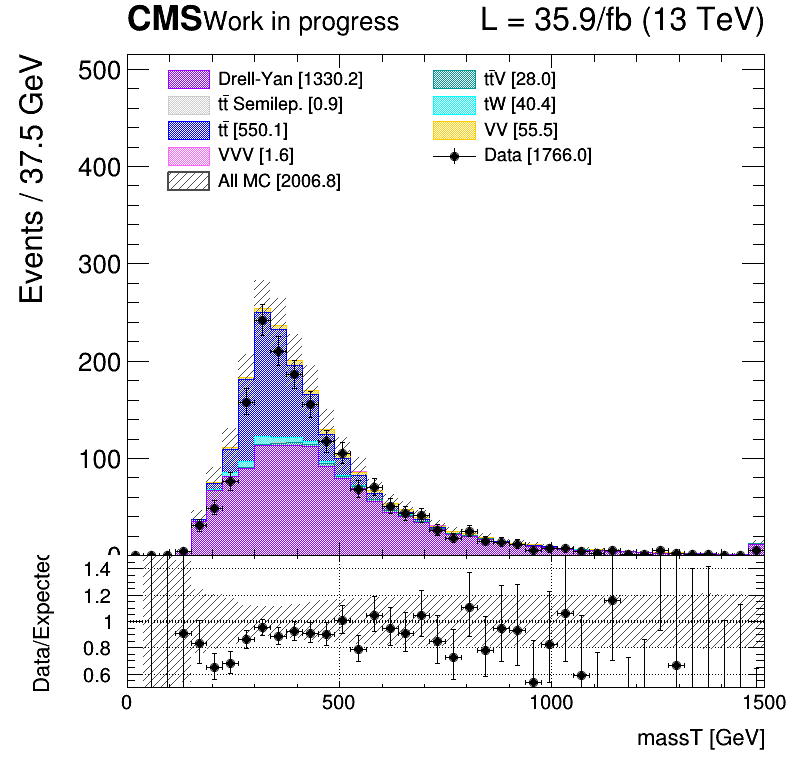 CMS Work in progress L = 35.9/fb (13 TeV)
Events / 37.5 GeV
500
400
300
200
100
0
Drell-Yan [1330.2]
tt̄ Semilep. [0.9]
tt̄ [550.1]
VVV [1.6]
All MC [2006.8]
tt̄V [28.0]
tW [40.4]
VV [55.5]
Data [1766.0]
Data/Expected
1.4
1.2
1
0.8
0.6
0 500 1000 1500
massT [GeV]